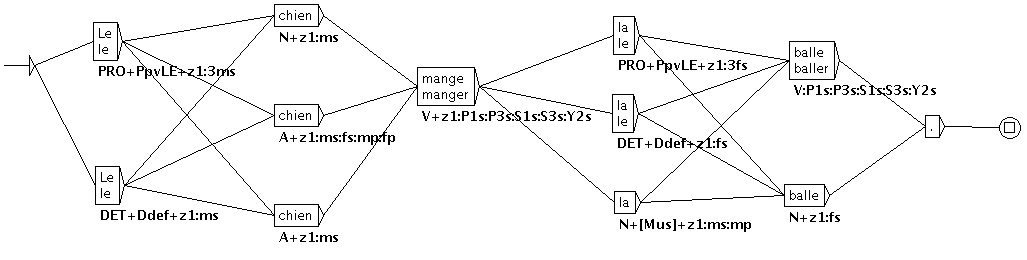 Le
le
PRO+PpvLE+z1:3ms
Le
le
DET+Ddef+z1:ms
chien
N+z1:ms
chien
A+z1:ms:fs:mp:fp
chien
A+z1:ms
mange
manger
V+z1:P1s:P3s:S1s:S3s:Y2s
la
le
PRO+PpvLE+z1:3fs
la
le
DET+Ddef+z1:fs
la
N+[Mus]+z1:ms:mp
balle
baller
V:P1s:P3s:S1s:S3s:Y2s
balle
N+z1:fs
.